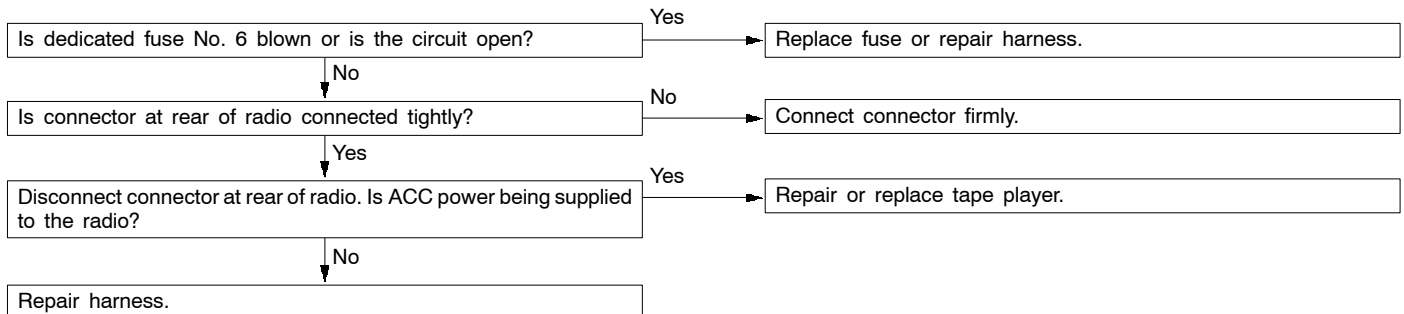 Is dedicated fuse No. 6 blown or is the circuit open?
Yes
Replace fuse or repair harness.
No
Is connector at rear of radio connected tightly?
No
Connect connector firmly.
Yes
Disconnect connector at rear of radio. Is ACC power being supplied
to the radio?
Yes
Repair or replace tape player.
No
Repair harness.